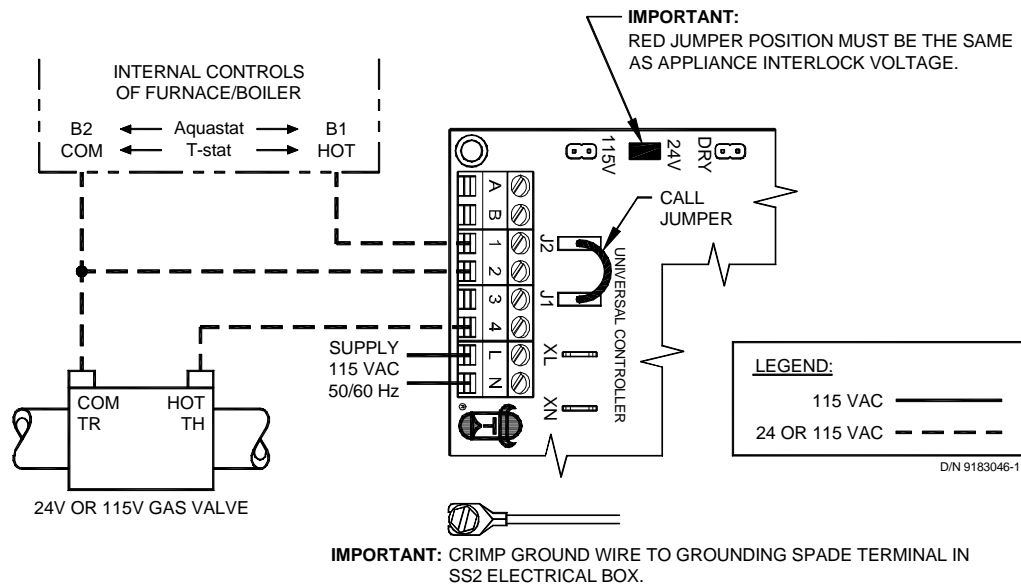 IMPORTANT:
RED JUMPER POSITION MUST BE THE SAME
AS APPLIANCE INTERLOCK VOLTAGE.
INTERNAL CONTROLS
OF FURNACE/BOILER
B2 Aquastat B1
COM T-stat HOT
115V
24V
DRY
CALL
JUMPER
A
B
1
2
3
4
L
N
J2
J1
XL
XN
UNIVERSAL CONTROLLER
SUPPLY
115 VAC
50/60 Hz
T
®
COM HOT
TR TH
24V OR 115V GAS VALVE
LEGEND:
115 VAC
24 OR 115 VAC
D/N 9183046-1
IMPORTANT: CRIMP GROUND WIRE TO GROUNDING SPADE TERMINAL IN
SS2 ELECTRICAL BOX.